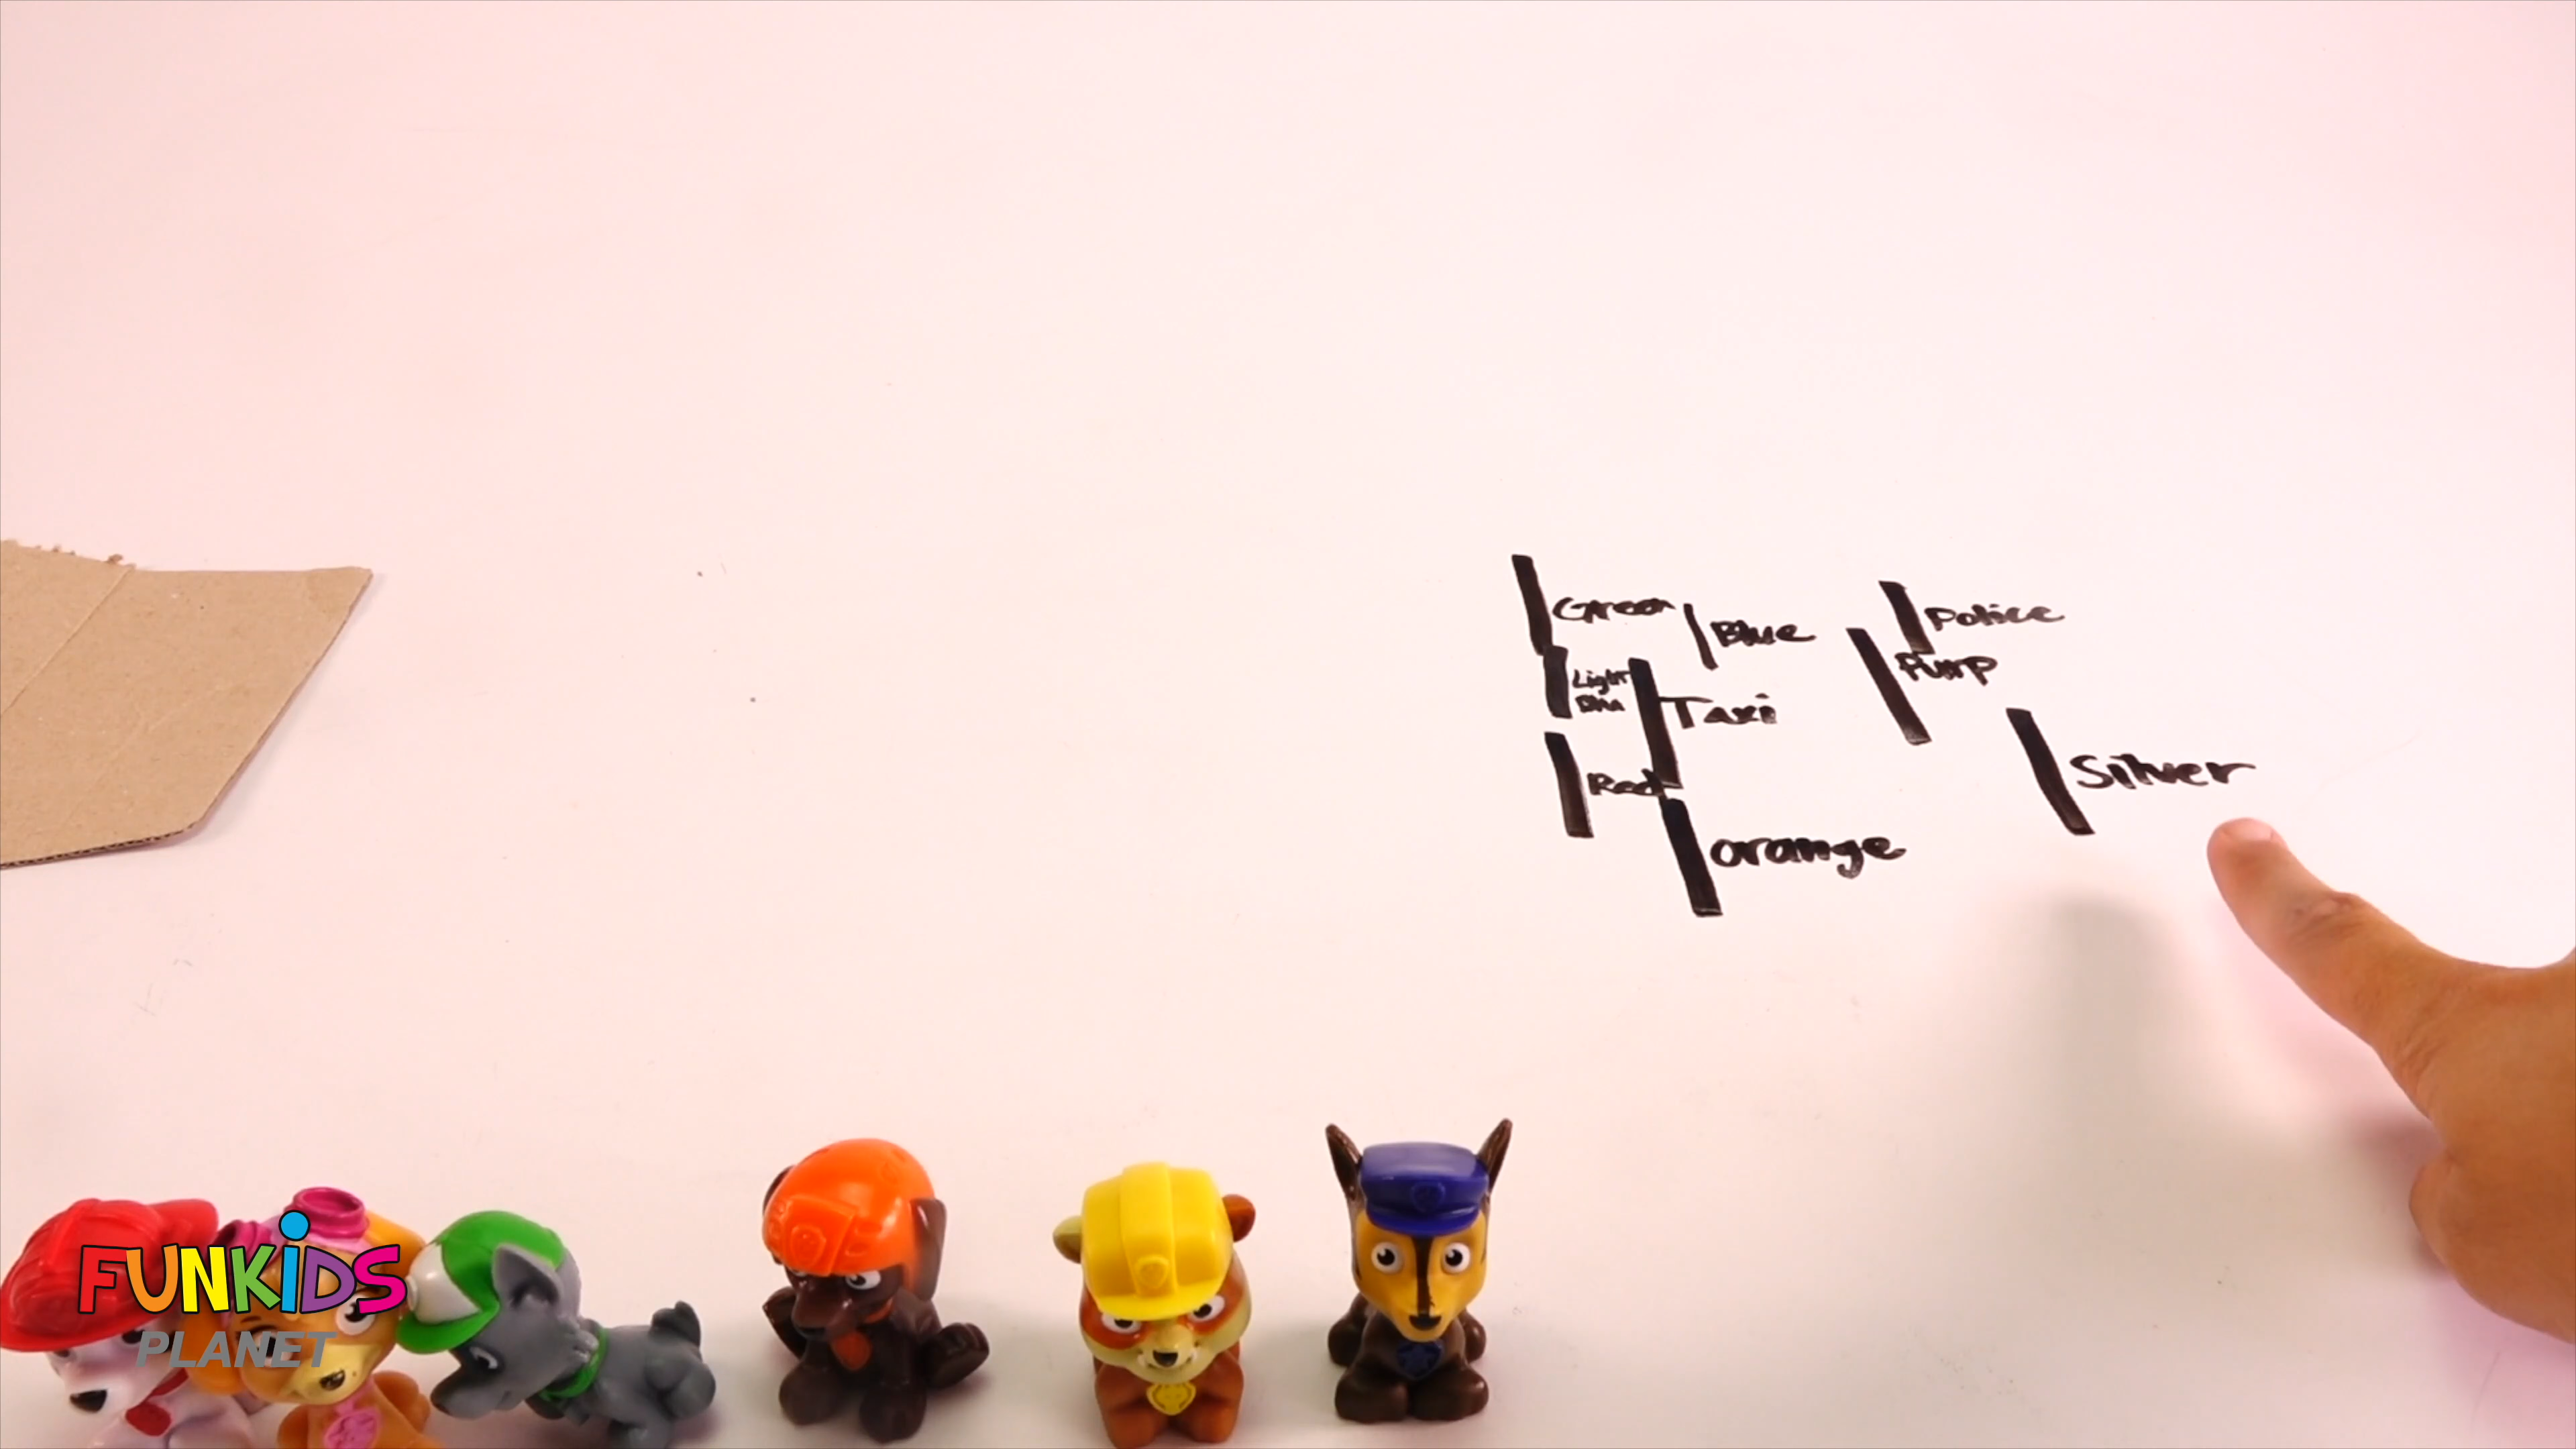 Green
Blue
Police
Light
Blu
Taxi
Purp
Red
Silver
orange
FUNKiDS
PLANET